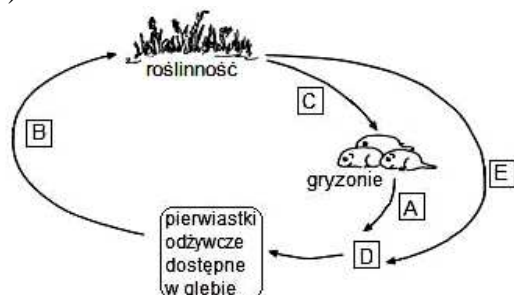 )
roślinność
C
B
E
gryzonie
A
pierwiastki
odżywcze
dostępne
w glebie
D